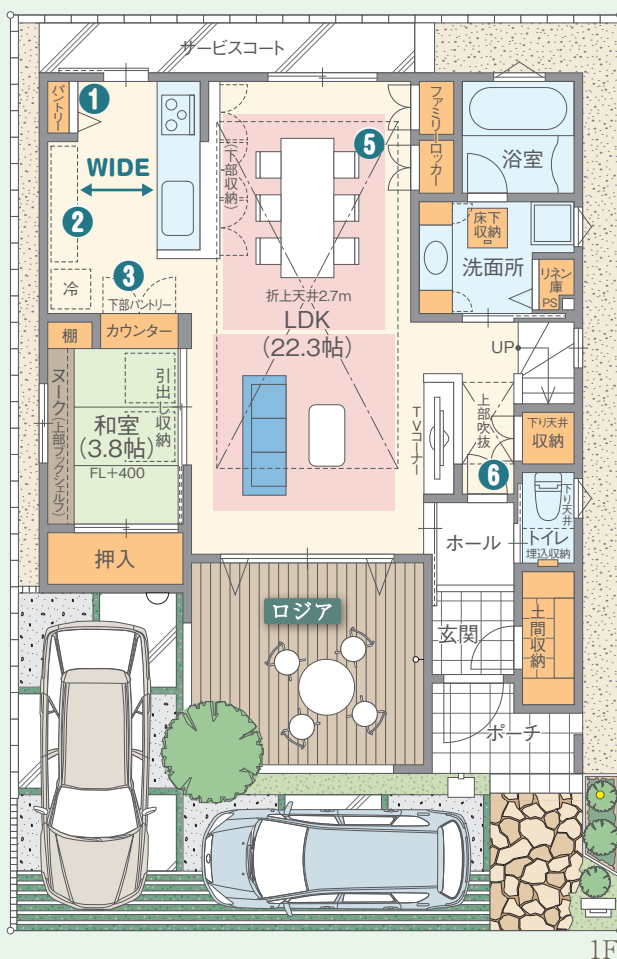 サービスコート
パントリー
1
WIDE
2
冷
3
下部パントリー
カウンター
棚
(下部収納)
5
ファミリーロッカー
浴室
床下
収納
洗面所
リネン
庫
PS
折上天井2.7m
LDK
(22.3帖)
UP
ヌーク(上部ブックシェルフ)
引出し収納
和室
(3.8帖)
FL+400
押入
TVコーナー
上部吹抜
6
下り天井
収納
下り天井
トイレ
埋込収納
ホール
ロジア
玄関
土間収納
ポーチ
1F